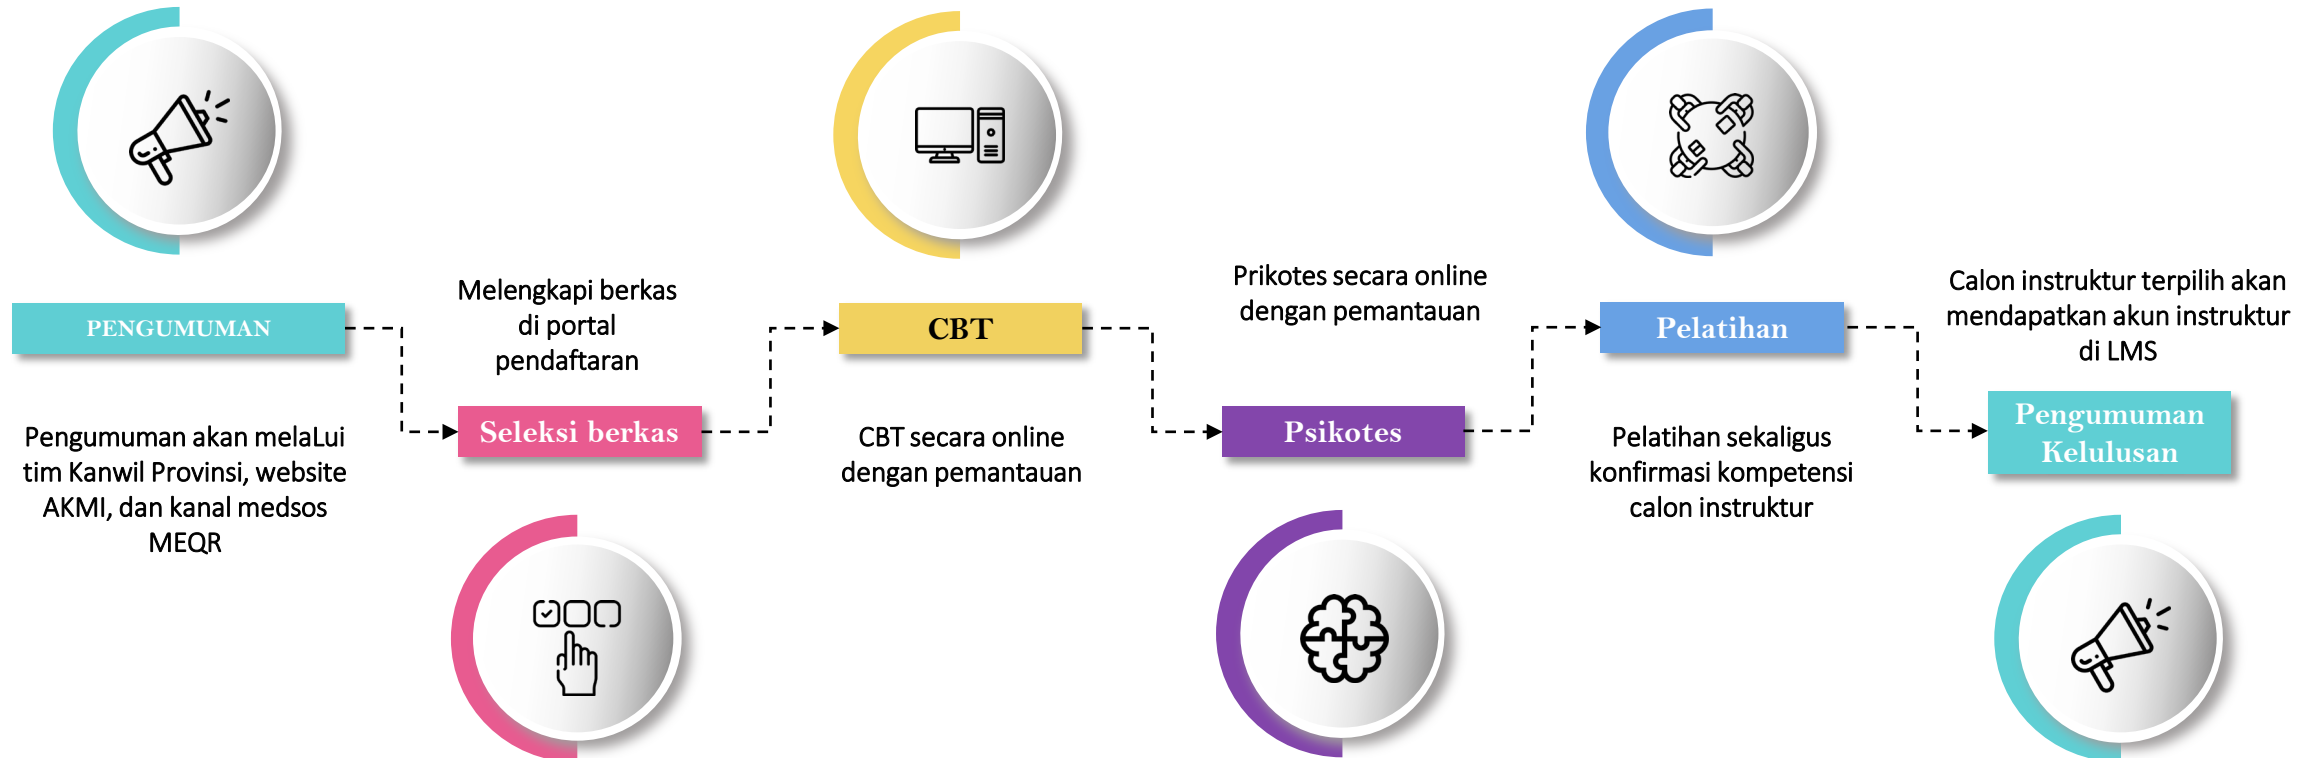 PENGUMUMAN
Pengumuman akan melaLui
tim Kanwil Provinsi, website
AKMI, dan kanal medsos
MEQR
Melengkapi berkas
di portal
pendaftaran
Seleksi berkas
CBT
CBT secara online
dengan pemantauan
Prikotes secara online
dengan pemantauan
Psikotes
Pelatihan
Pelatihan sekaligus
konfirmasi kompetensi
calon instruktur
Calon instruktur terpilih akan
mendapatkan akun instruktur
di LMS
Pengumuman
Kelulusan